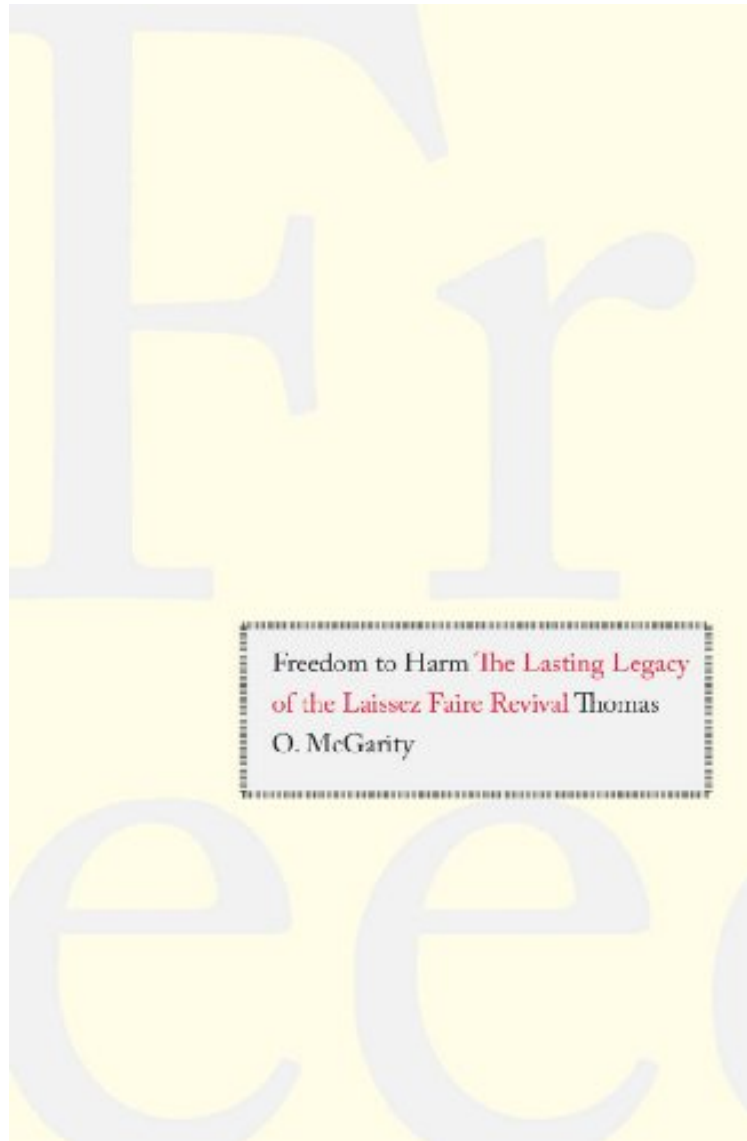 Fr
Freedom to Harm The Lasting Legacy
of the Laissez Faire Revival Thomas
O. McGarity
ee